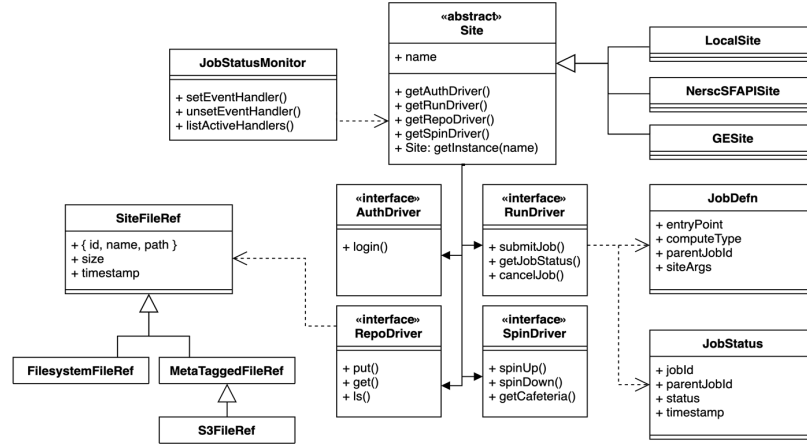 «abstract»
Site
+ name
+ getAuthDriver()
+ getRunDriver()
+ getRepoDriver()
+ getSpinDriver()
+ Site: getInstance(name)
JobStatusMonitor
+ setEventHandler()
+ unsetEventHandler()
+ listActiveHandlers()
LocalSite
NerscSFAPISite
GESite
SiteFileRef
+ { id, name, path }
+ size
+ timestamp
«interface»
AuthDriver
+ login()
«interface»
RunDriver
+ submitJob()
+ getJobStatus()
+ cancelJob()
JobDefn
+ entryPoint
+ computeType
+ parentJobId
+ siteArgs
«interface»
RepoDriver
+ put()
+ get()
+ ls()
«interface»
SpinDriver
+ spinUp()
+ spinDown()
+ getCafeteria()
JobStatus
+ jobId
+ parentJobId
+ status
+ timestamp
FilesystemFileRef
MetaTaggedFileRef
S3FileRef